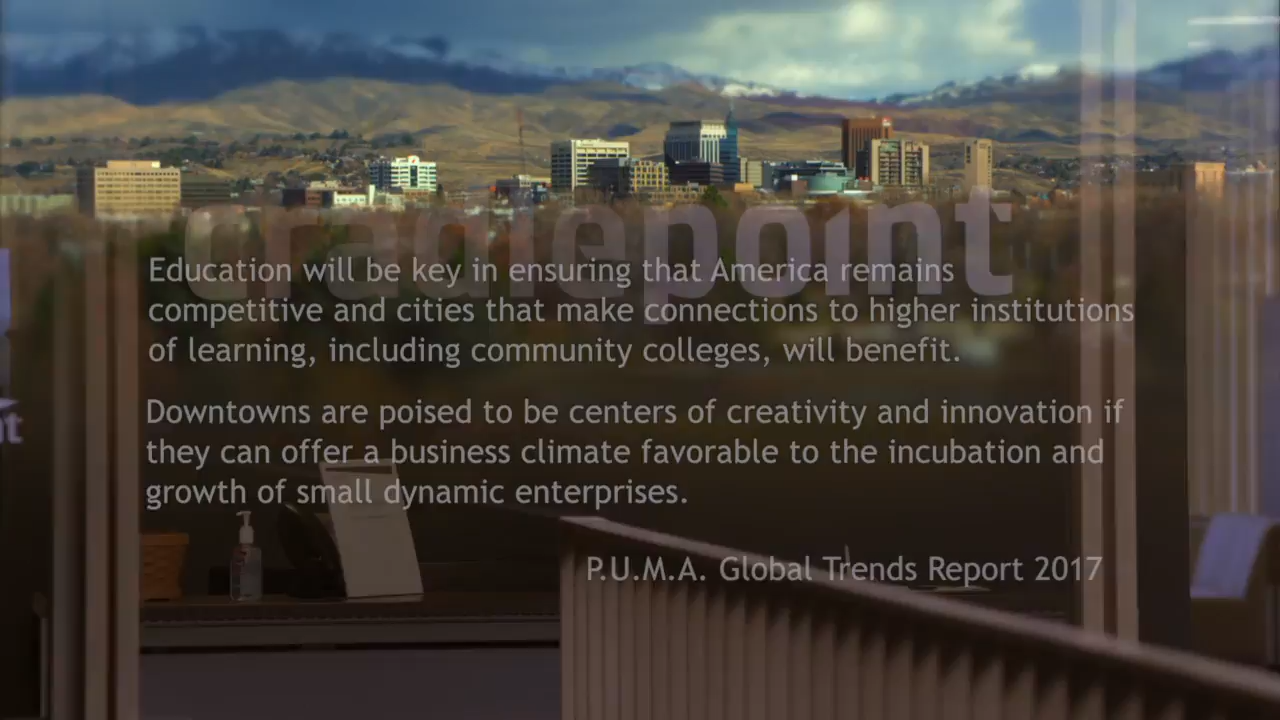 cradlepoint
Education will be key in ensuring that America remains
competitive and cities that make connections to higher institutions
of learning, including community colleges, will benefit.
Downtowns are poised to be centers of creativity and innovation if
they can offer a business climate favorable to the incubation and
growth of small dynamic enterprises.
P.U.M.A. Global Trends Report 2017
nt